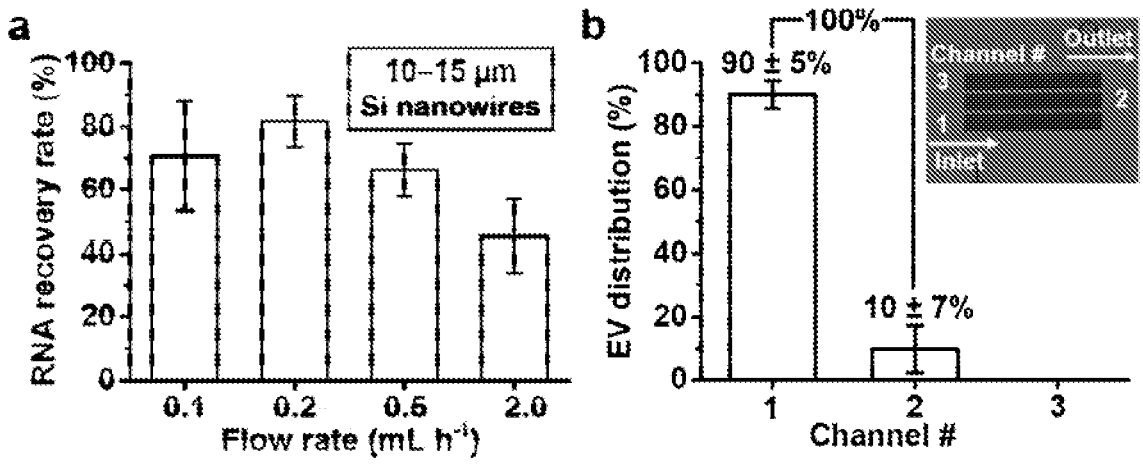 a
RNA recovery rate (%)
100
80
60
40
20
0
10–15 µm
Si nanowires
0.1 0.2 0.5 2.0
Flow rate (mL h⁻¹)
b
EV distribution (%)
100
80
60
40
20
0
100%
90 ± 5%
10 ± 7%
1 2 3
Channel #
Outlet
Channel #
3
2
1
Inlet